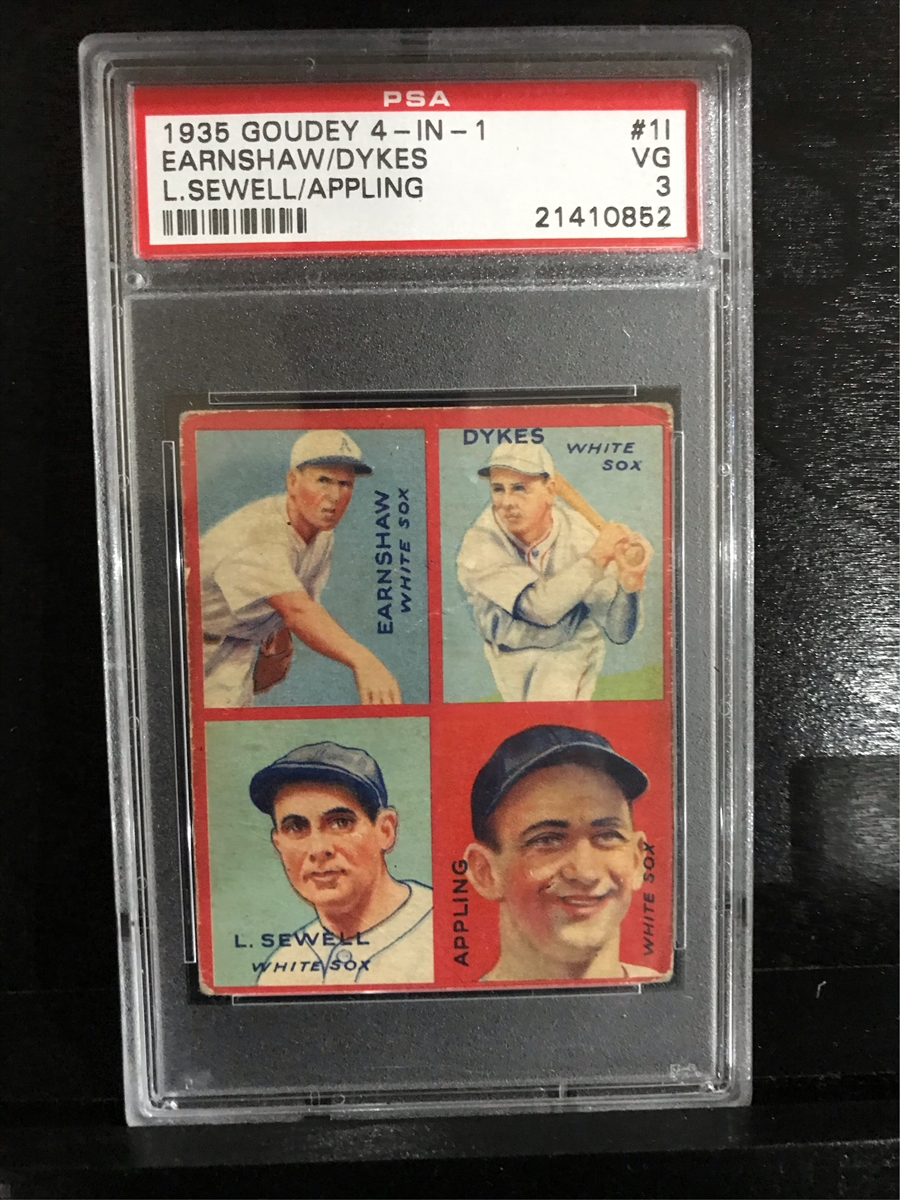 PSA
1935 GOUDEY 4-IN-1 #1I
EARNSHAW/DYKES VG
L.SEWELL/APPLING 3
21410852
A
EARNSHAW
WHITE SOX
DYKES
WHITE
SOX
L. SEWELL
WHITE SOX
APPLING
WHITE SOX